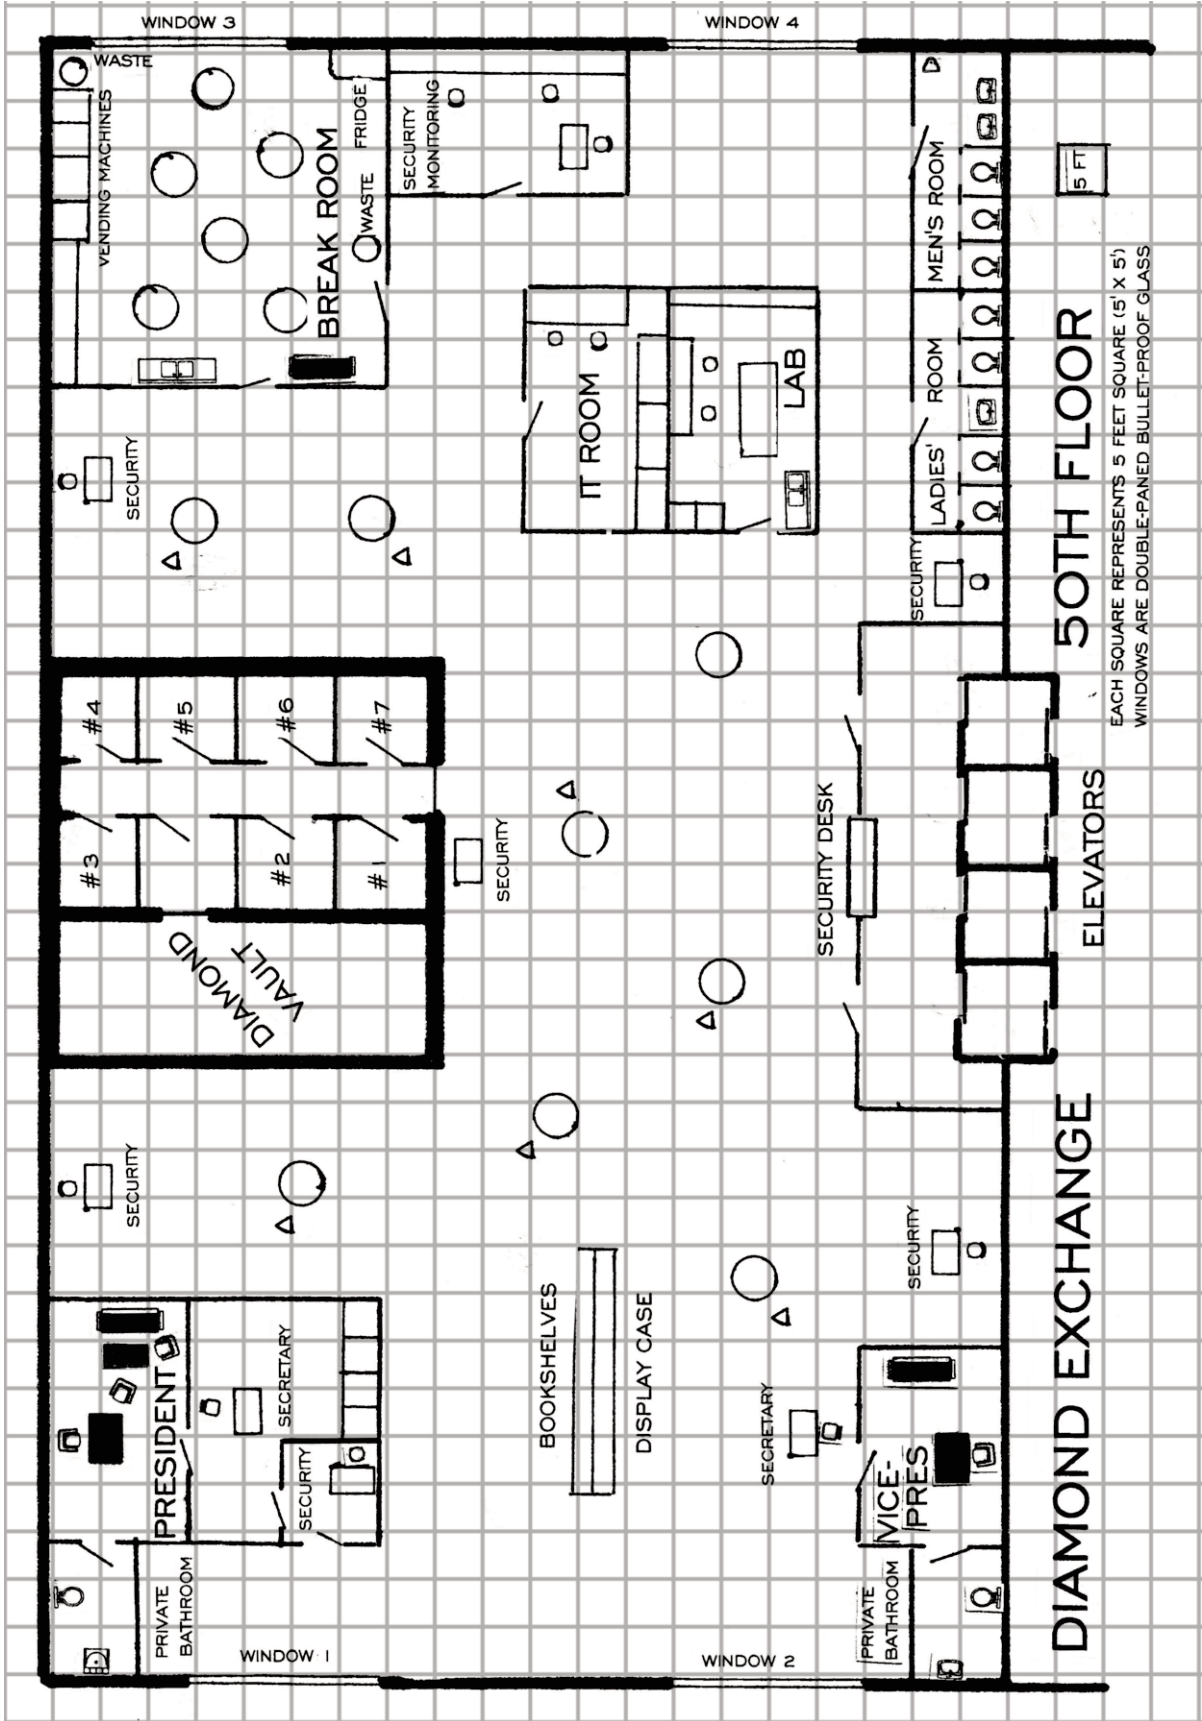 WINDOW 3
WINDOW 4
WASTE
VENDING MACHINES
BREAK ROOM
FRIDGE
WASTE
SECURITY
MONITORING
MEN'S ROOM
5 FT
SECURITY
IT ROOM
LAB
LADIES' ROOM
SECURITY
50TH FLOOR
EACH SQUARE REPRESENTS 5 FEET SQUARE (5' X 5')
WINDOWS ARE DOUBLE-PANED BULLET-PROOF GLASS
#4
#5
#6
#7
#3
#2
#1
DIAMOND
VAULT
SECURITY
SECURITY DESK
ELEVATORS
SECURITY
SECURITY
DIAMOND EXCHANGE
PRESIDENT
SECRETARY
SECURITY
BOOKSHELVES
DISPLAY CASE
SECRETARY
VICE-
PRES
PRIVATE
BATHROOM
PRIVATE
BATHROOM
WINDOW 1
WINDOW 2